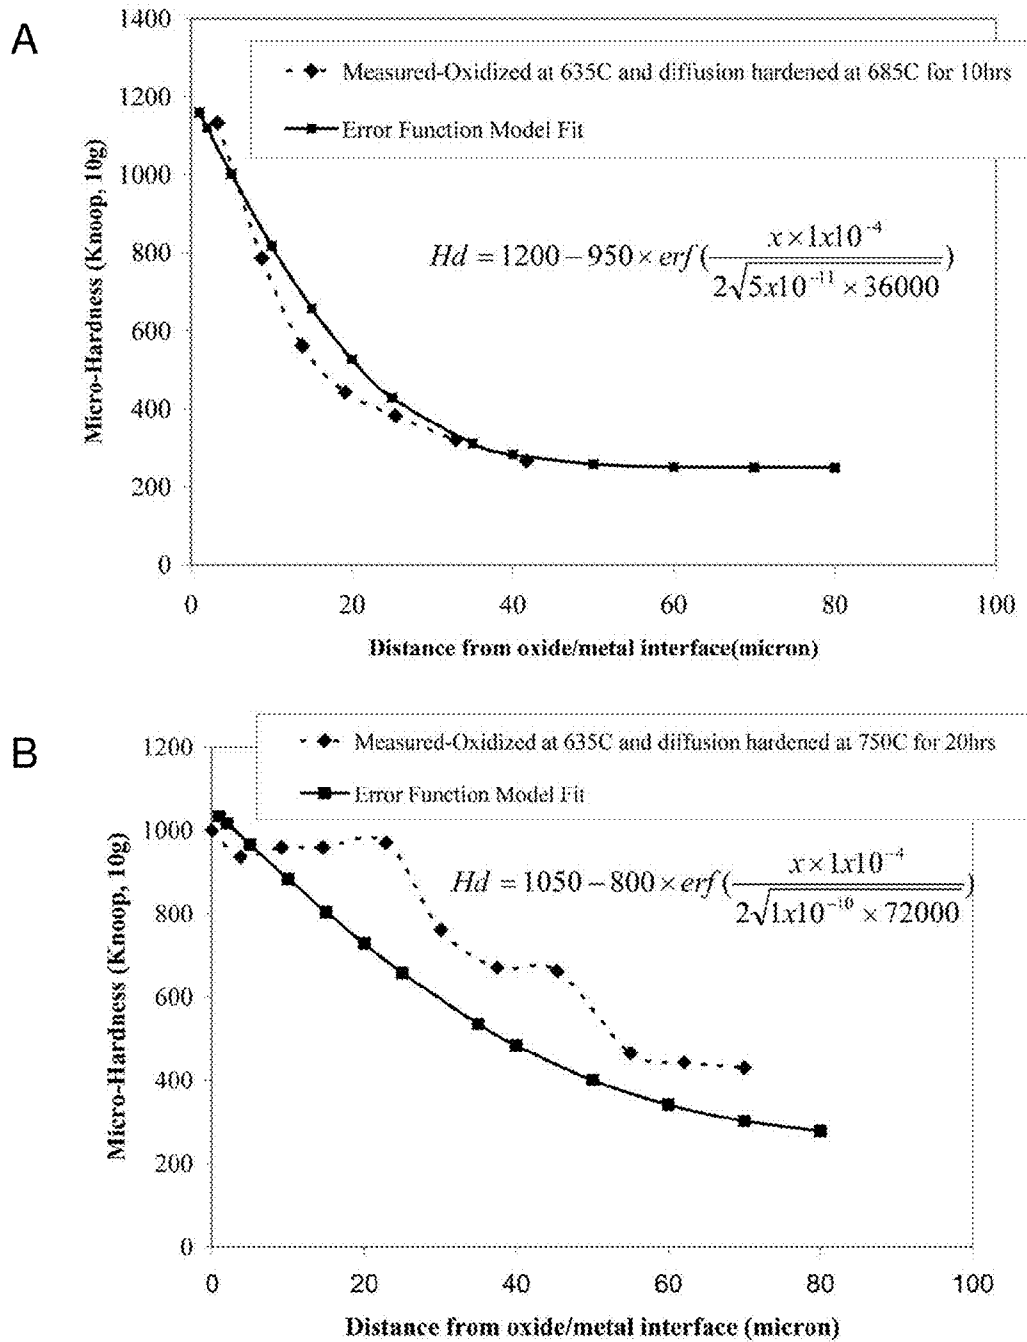 A
1400
1200
1000
800
600
400
200
0
Micro-Hardness (Knoop, 10g)
Measured-Oxidized at 635C and diffusion hardened at 685C for 10hrs
Error Function Model Fit
Hd = 1200 − 950 × erf ( x × 1x10⁻⁴ / 2√5x10⁻¹¹ × 36000 )
0 20 40 60 80 100
Distance from oxide/metal interface(micron)
B
1200
1000
800
600
400
200
0
Micro-Hardness (Knoop, 10g)
Measured-Oxidized at 635C and diffusion hardened at 750C for 20hrs
Error Function Model Fit
Hd = 1050 − 800 × erf ( x × 1x10⁻⁴ / 2√1x10⁻¹⁰ × 72000 )
0 20 40 60 80 100
Distance from oxide/metal interface (micron)